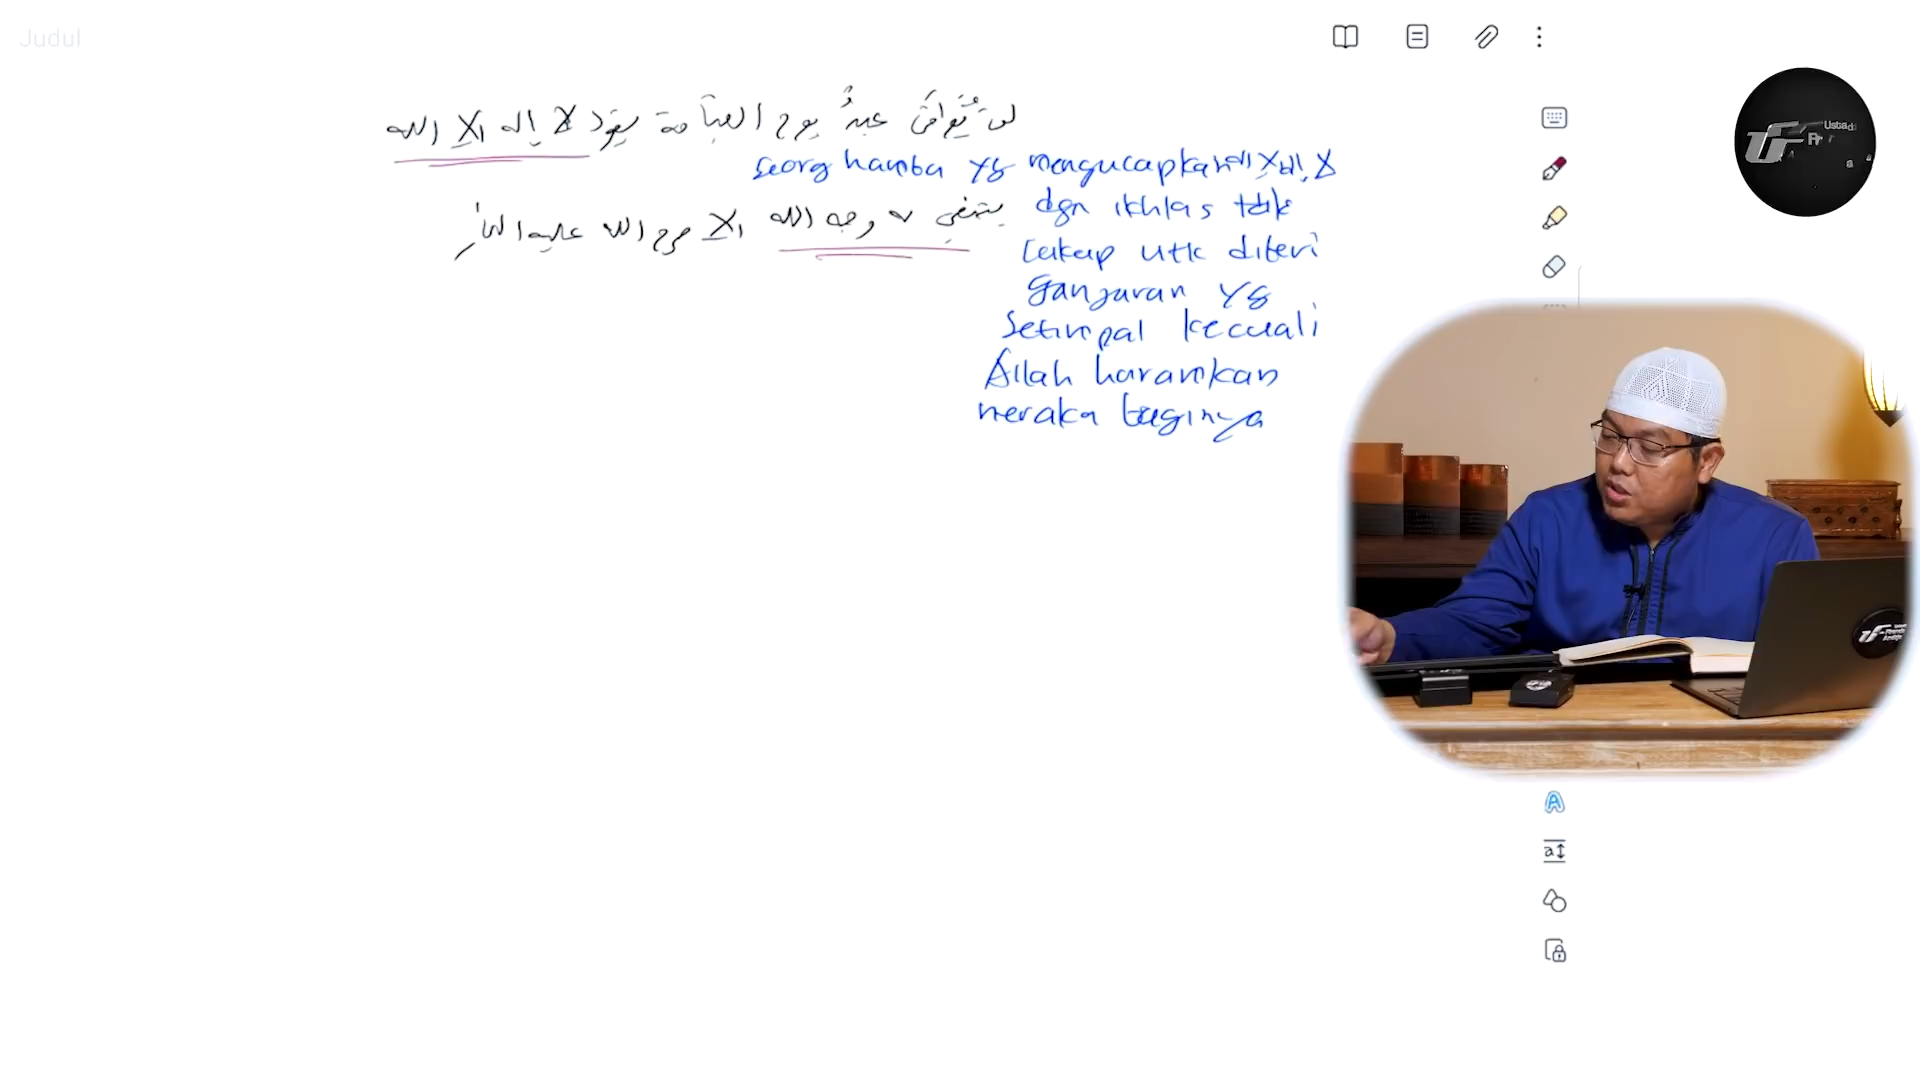 Judul
لن يوافى عبدٌ يوم القيامة يقول لا إله إلا الله
seorg hamba yg mengucapkan لا إله إلا الله
يبتغي به وجه الله إلا حرم الله عليه النار
dgn ikhlas tdk
cukup utk diberi
ganjaran yg
setimpal kecuali
Allah haramkan
neraka baginya
UF Ustad